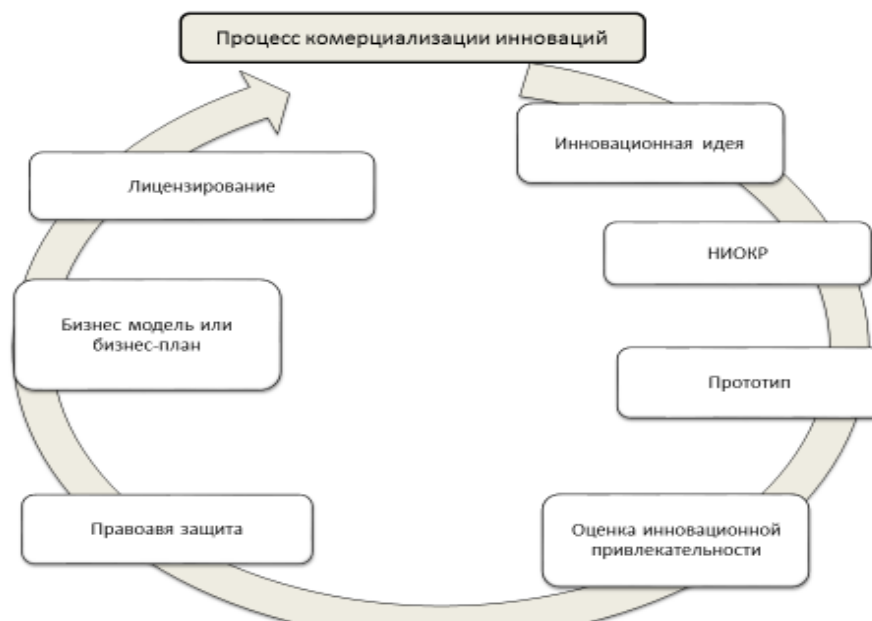 Процесс комерциализации инноваций
Инновационная идея
НИОКР
Прототип
Оценка инновационной
привлекательности
Правоавя защита
Бизнес модель или
бизнес-план
Лицензирование